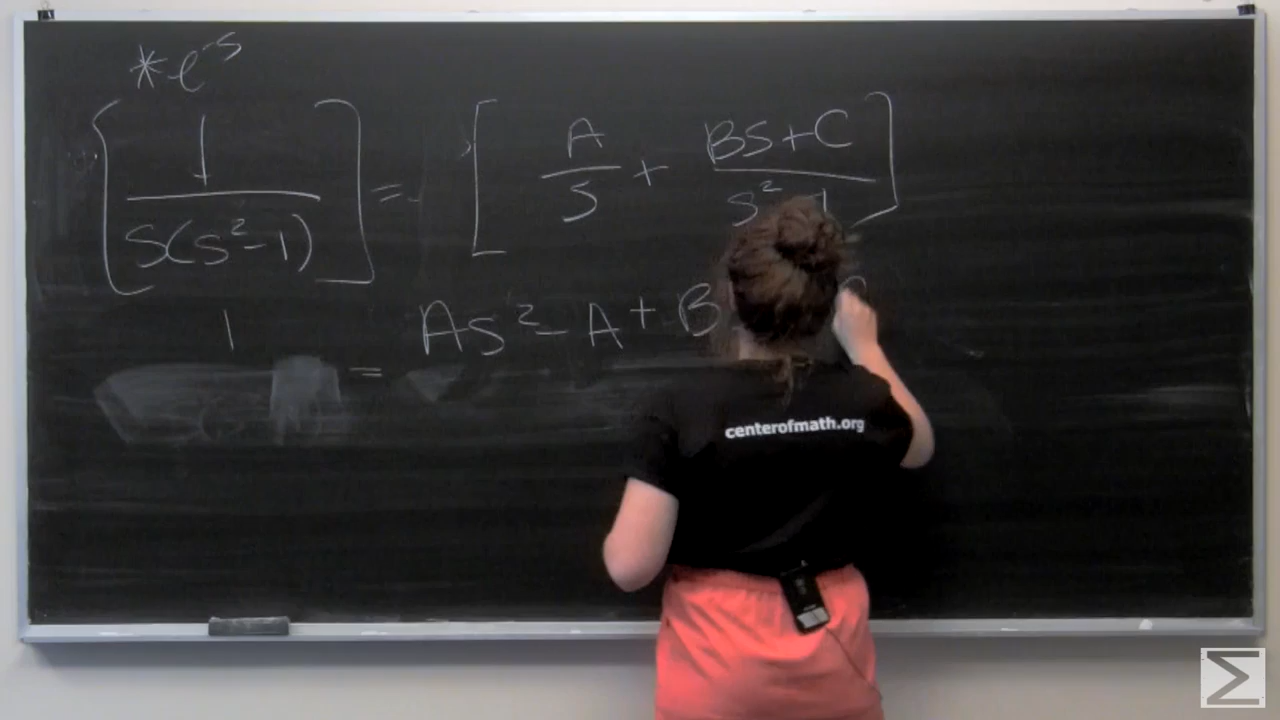 *e^-s
[1 / S(S²-1)] = [A/S + BS+C / S²-1]
1 = AS² - A + B
centerofmath.org
Σ